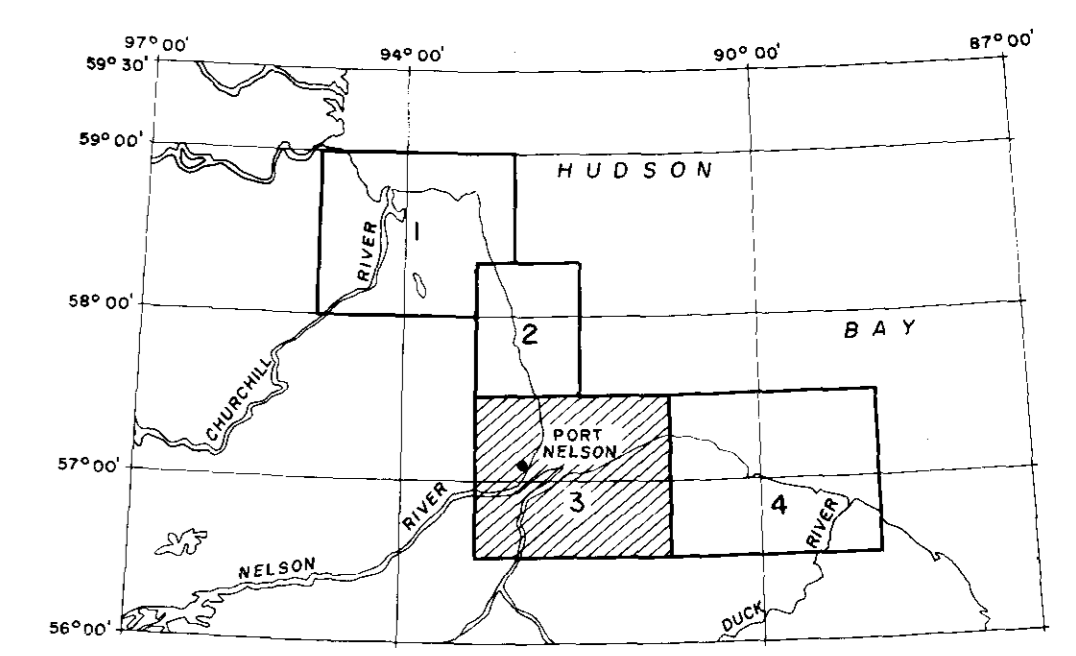 97°00'
94°00'
90°00'
87°00'
59°30'
59°00'
HUDSON
RIVER
1
58°00'
2
BAY
CHURCHILL
PORT
NELSON
57°00'
RIVER
3
4
RIVER
NELSON
DUCK
56°00'